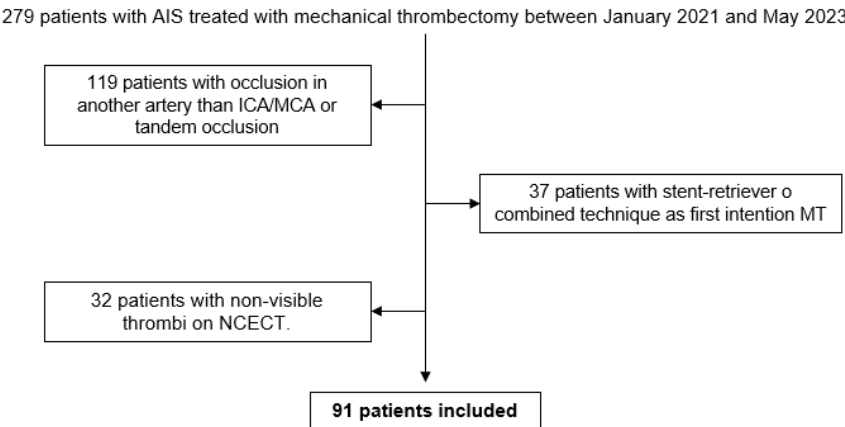 279 patients with AIS treated with mechanical thrombectomy between January 2021 and May 2023
119 patients with occlusion in
another artery than ICA/MCA or
tandem occlusion
37 patients with stent-retriever o
combined technique as first intention MT
32 patients with non-visible
thrombi on NCECT.
91 patients included